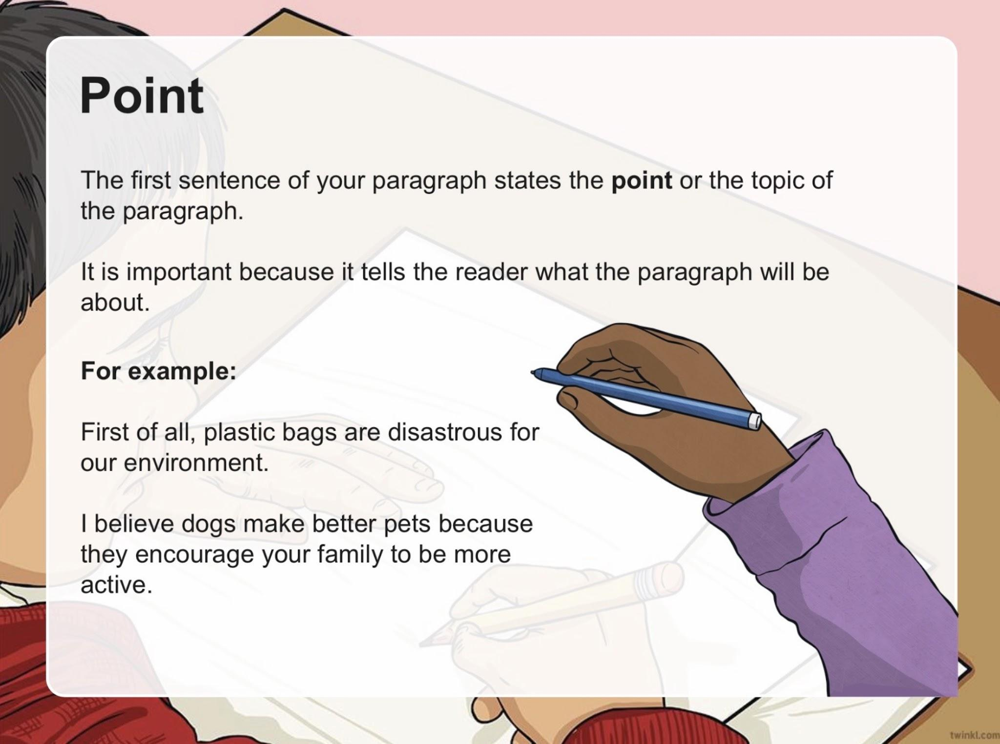 Point
The first sentence of your paragraph states the point or the topic of
the paragraph.
It is important because it tells the reader what the paragraph will be
about.
For example:
First of all, plastic bags are disastrous for
our environment.
I believe dogs make better pets because
they encourage your family to be more
active.
twinkl.com